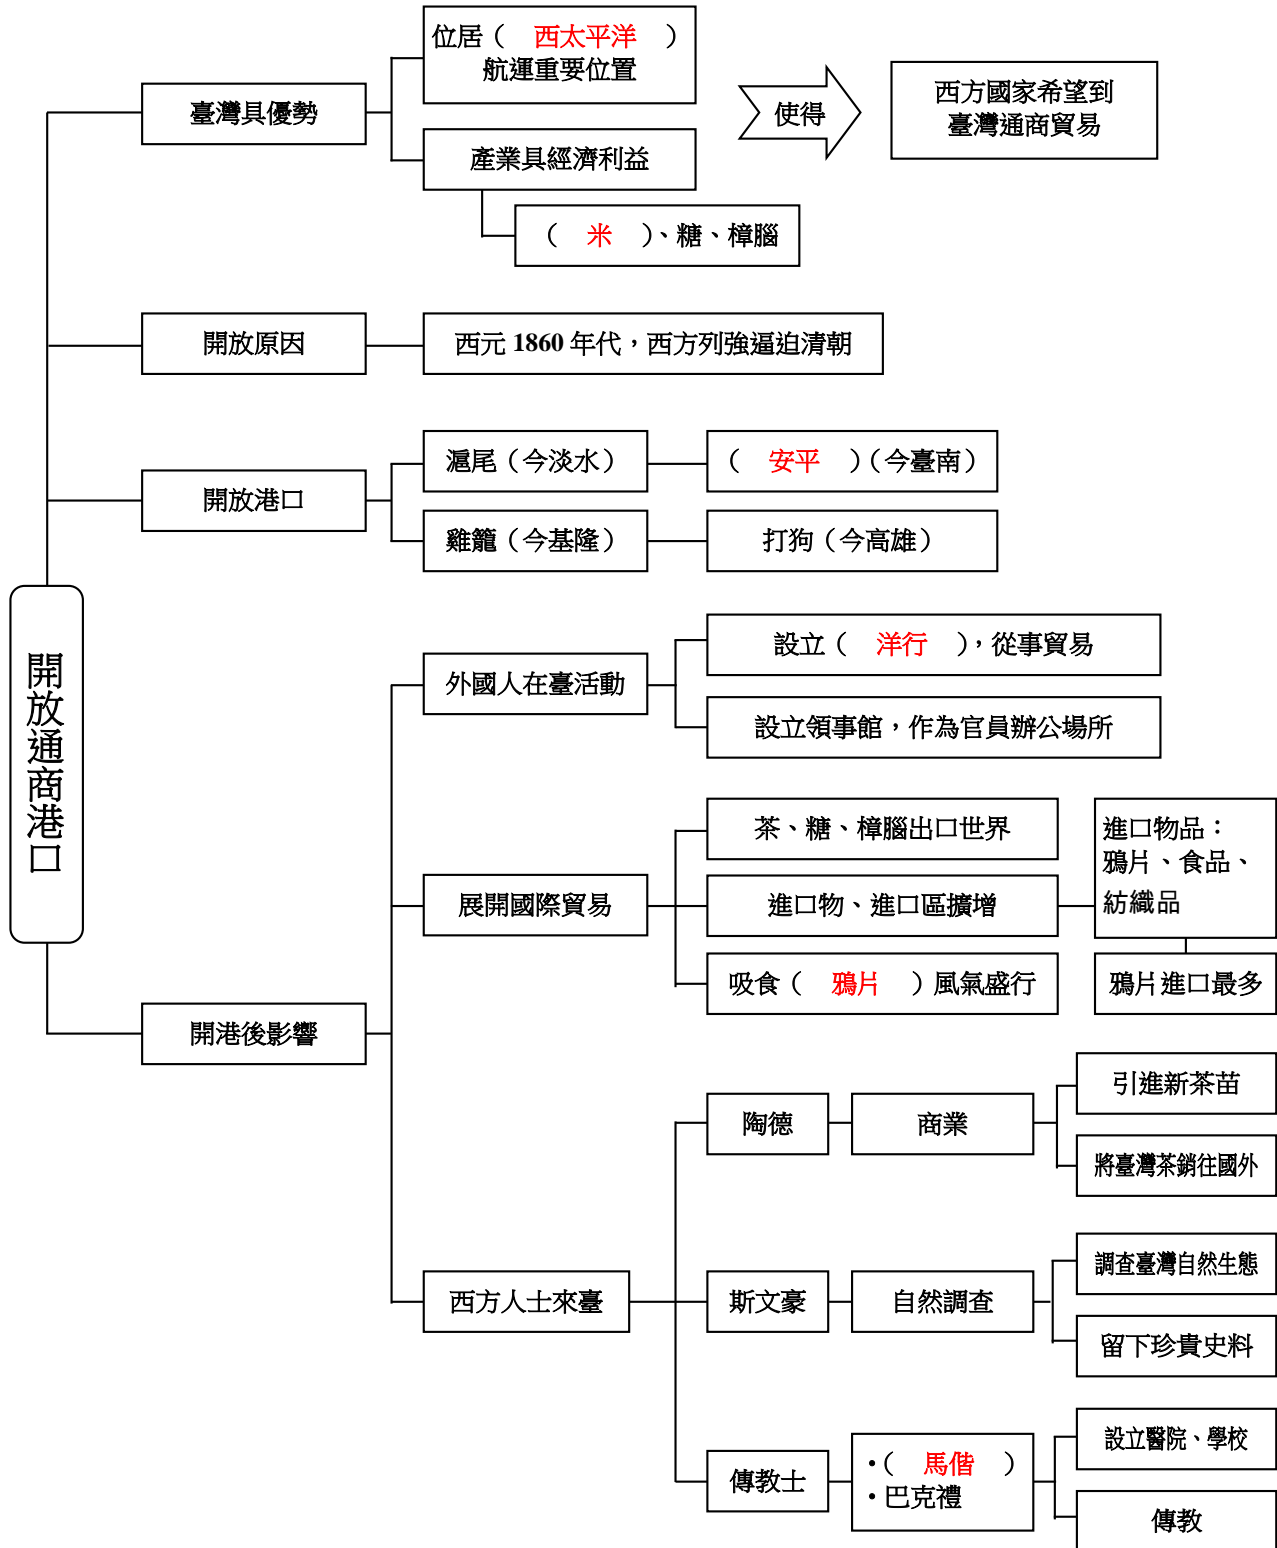 開放通商港口
臺灣具優勢
位居（　西太平洋　）
航運重要位置
產業具經濟利益
（　米　）、糖、樟腦
使得
西方國家希望到
臺灣通商貿易
開放原因
西元 1860 年代，西方列強逼迫清朝
開放港口
滬尾（今淡水）
（　安平　）（今臺南）
雞籠（今基隆）
打狗（今高雄）
開港後影響
外國人在臺活動
設立（　洋行　），從事貿易
設立領事館，作為官員辦公場所
展開國際貿易
茶、糖、樟腦出口世界
進口物、進口區擴增
進口物品：
鴉片、食品、
紡織品
鴉片進口最多
吸食（　鴉片　）風氣盛行
西方人士來臺
陶德
商業
引進新茶苗
將臺灣茶銷往國外
斯文豪
自然調查
調查臺灣自然生態
留下珍貴史料
傳教士
・（　馬偕　）
・巴克禮
設立醫院、學校
傳教